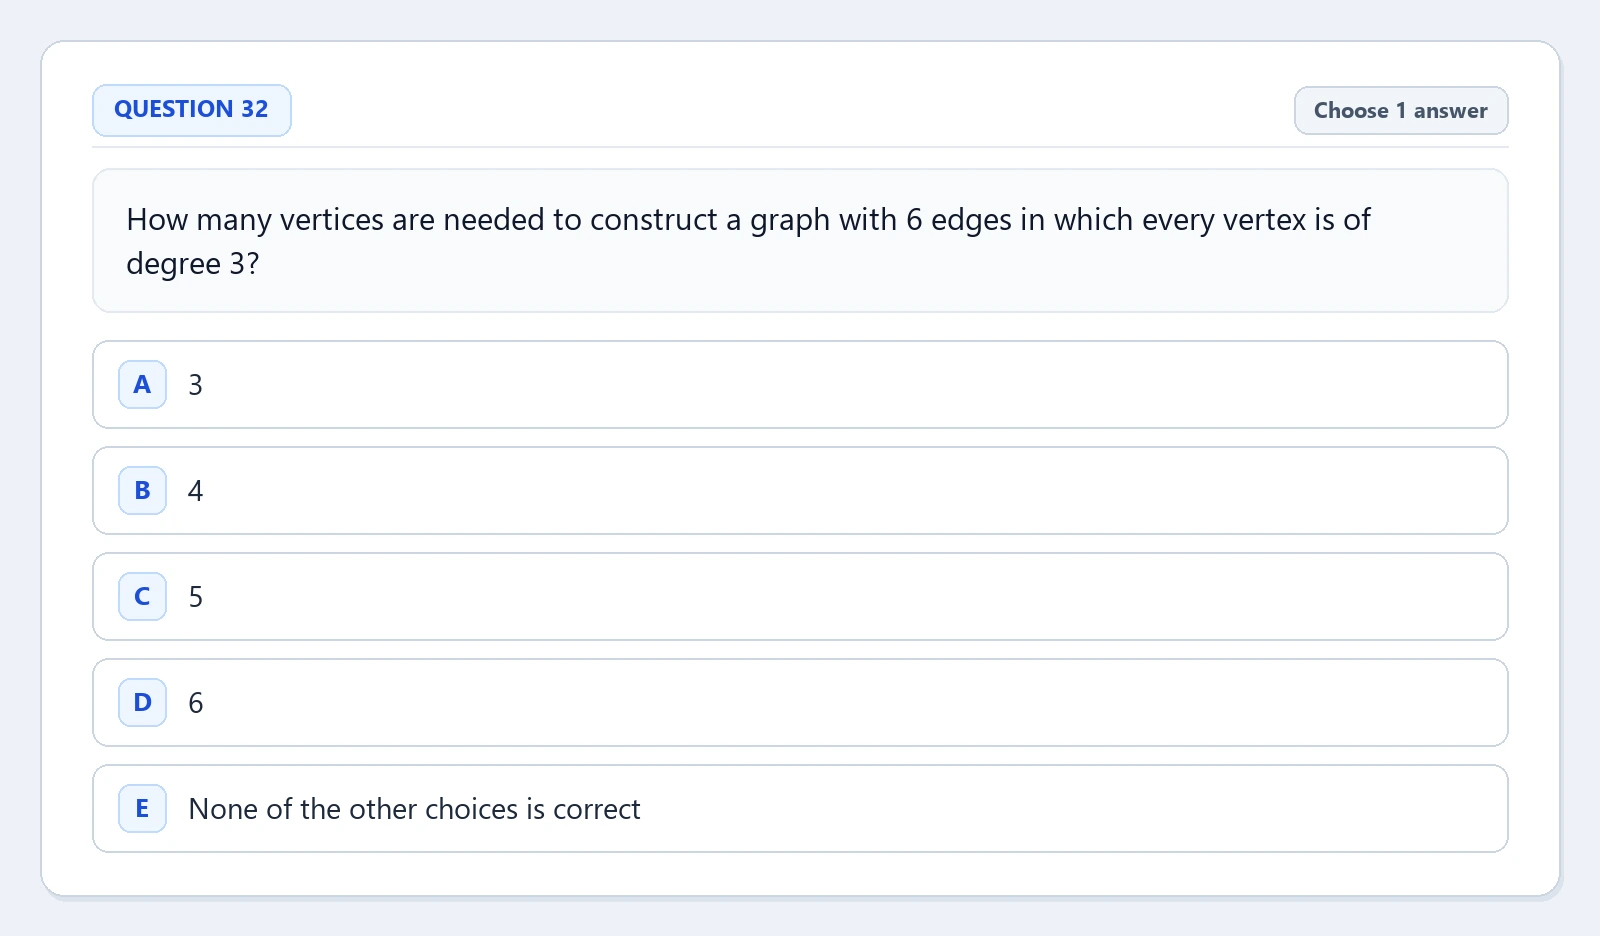 QUESTION 32
Choose 1 answer
How many vertices are needed to construct a graph with 6 edges in which every vertex is of
degree 3?
A 3
B 4
C 5
D 6
E None of the other choices is correct